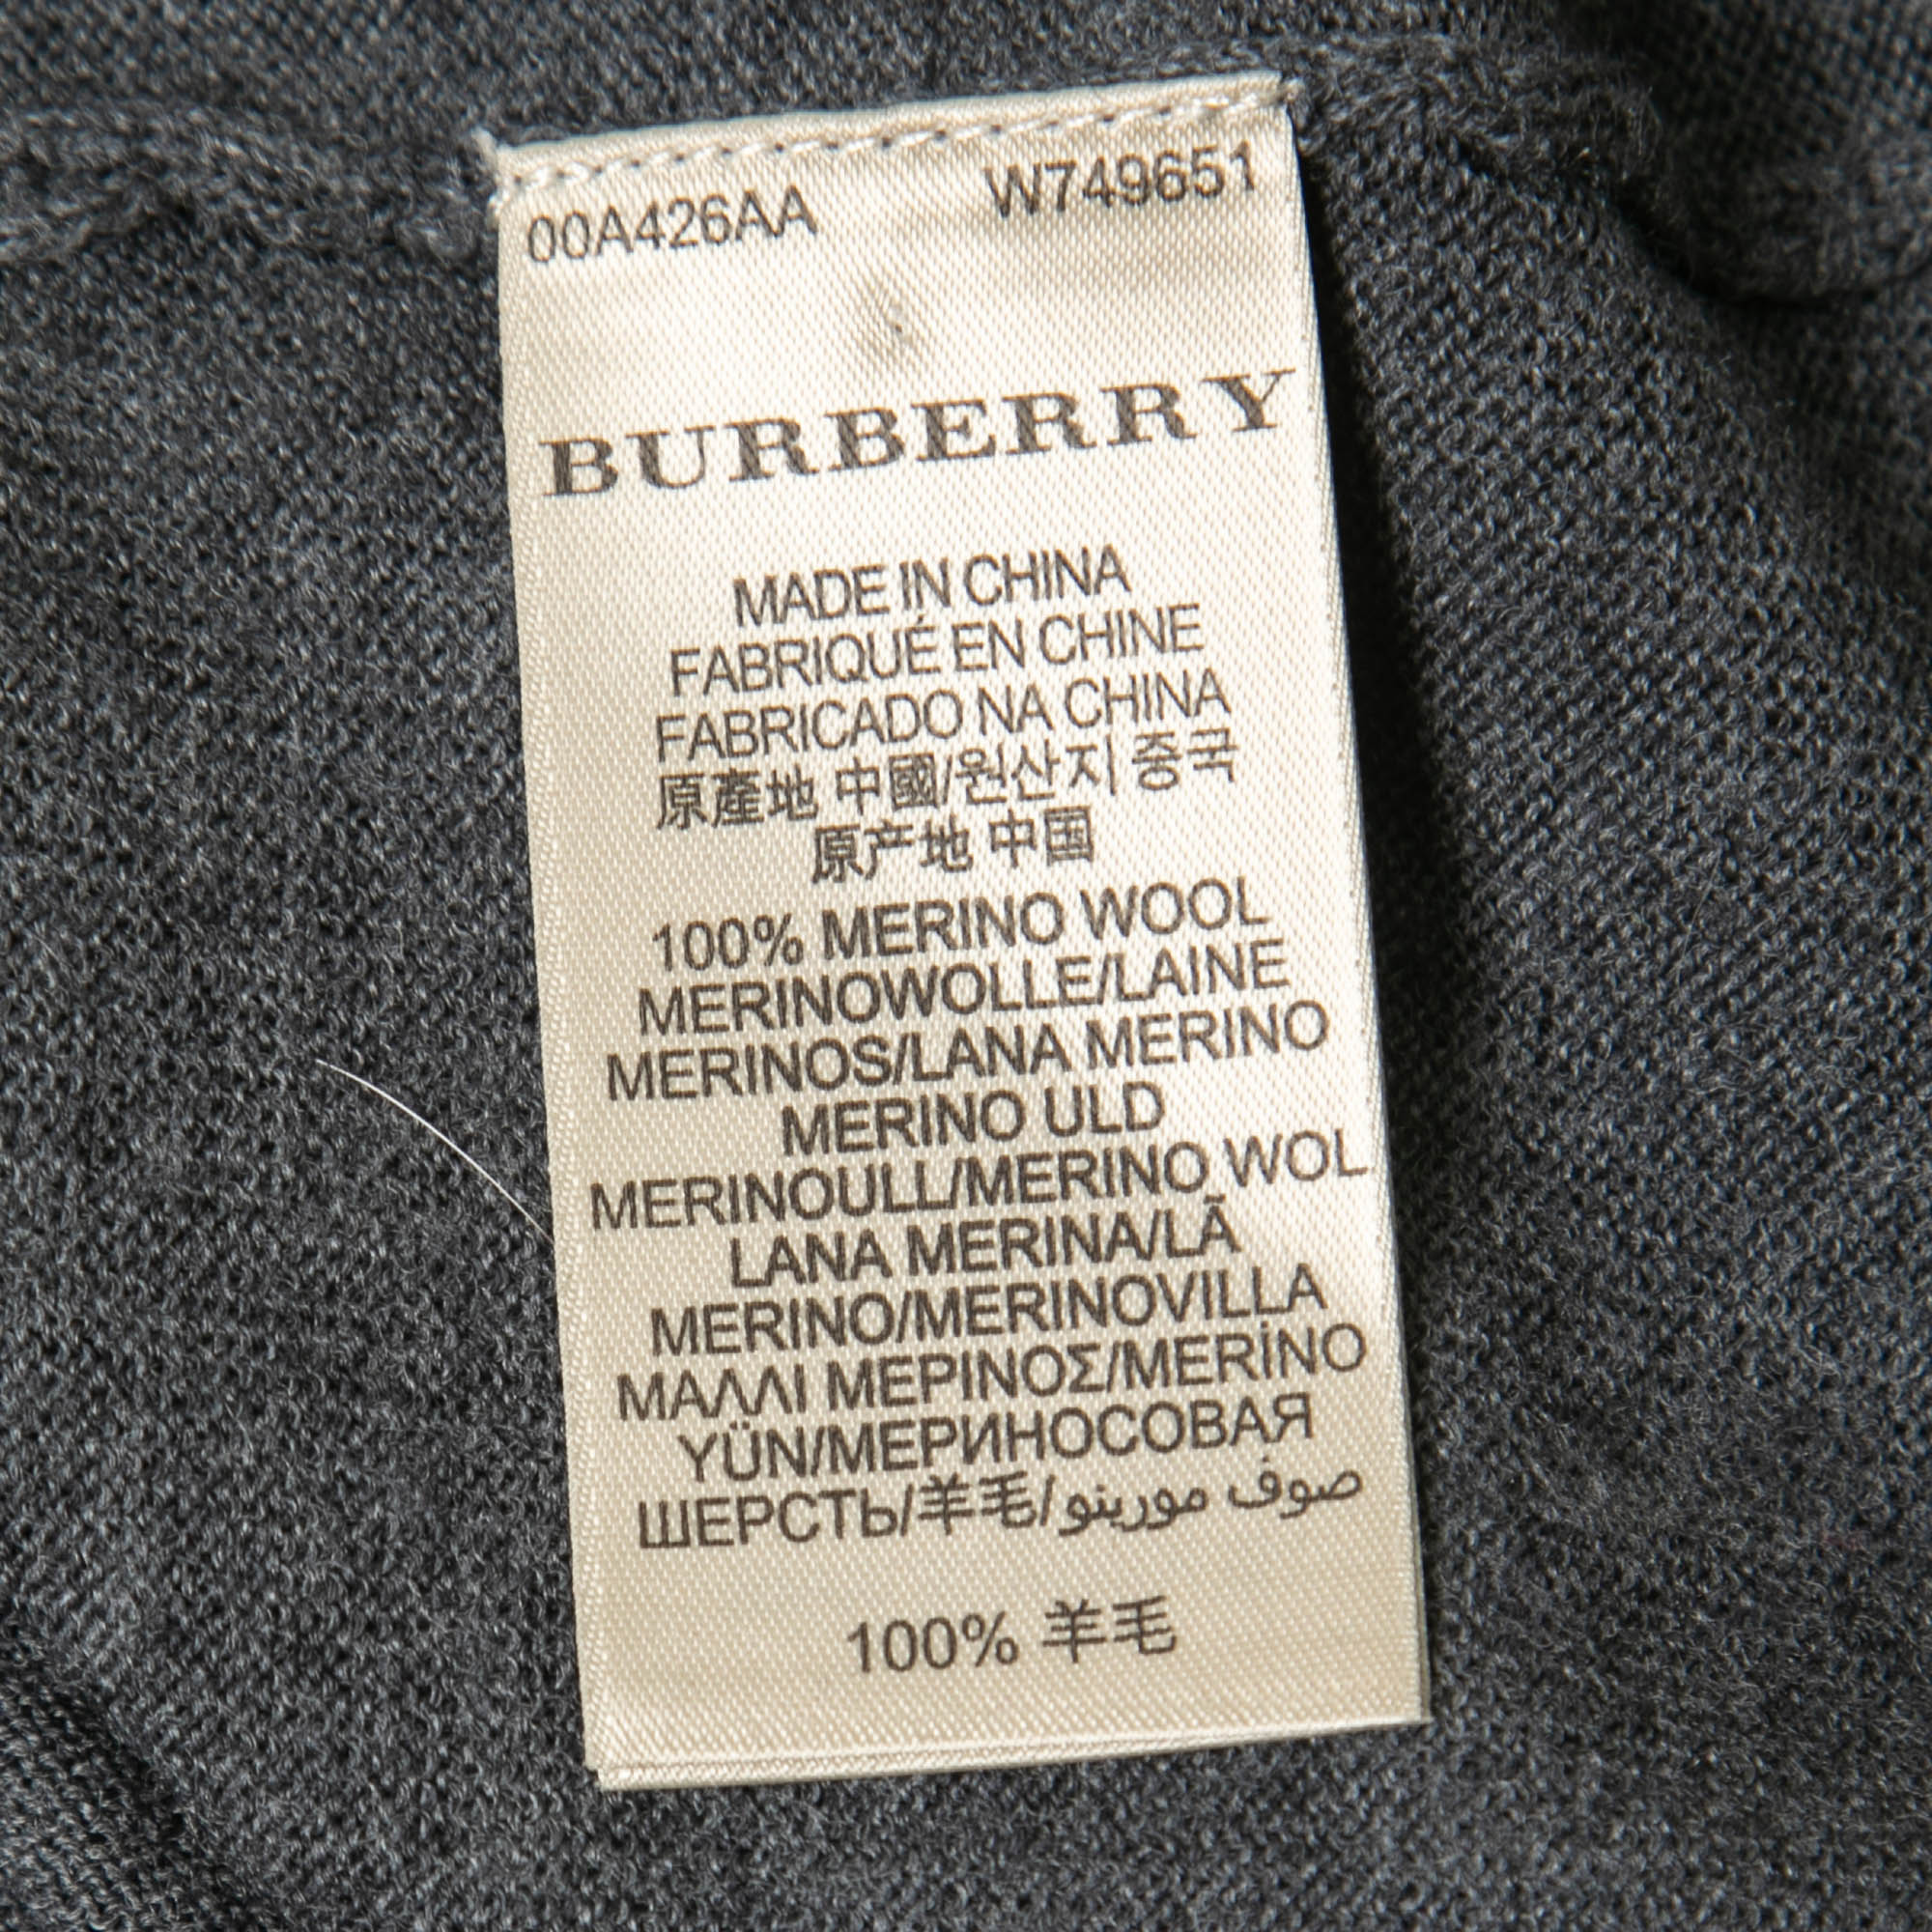 00A426AA W749651
BURBERRY
MADE IN CHINA
FABRIQUÉ EN CHINE
FABRICADO NA CHINA
原產地 中國/원산지 중국
原产地 中国
100% MERINO WOOL
MERINOWOLLE/LAINE
MERINOS/LANA MERINO
MERINO ULD
MERINOULL/MERINO WOL
LANA MERINA/LÃ
MERINO/MERINOVILLA
ΜΑΛΛΙ ΜΕΡΙΝΟΣ/MERİNO
YÜN/МЕРИНОСОВАЯ
ШЕРСТЬ/羊毛/صوف مورينو
100% 羊毛